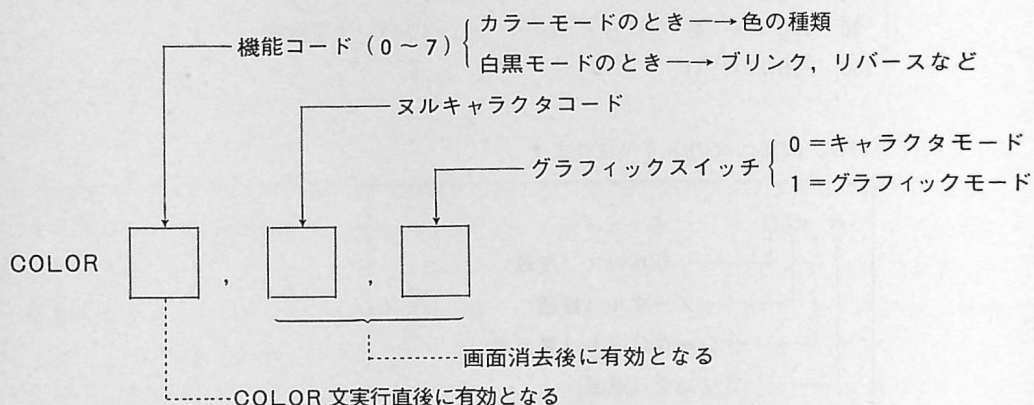 機能コード (0～7) { カラーモードのとき→色の種類
白黒モードのとき→ブリンク，リバースなど
ヌルキャラクタコード
グラフィックスイッチ { 0＝キャラクタモード
1＝グラフィックモード
COLOR □，□，□
画面消去後に有効となる
COLOR文実行直後に有効となる